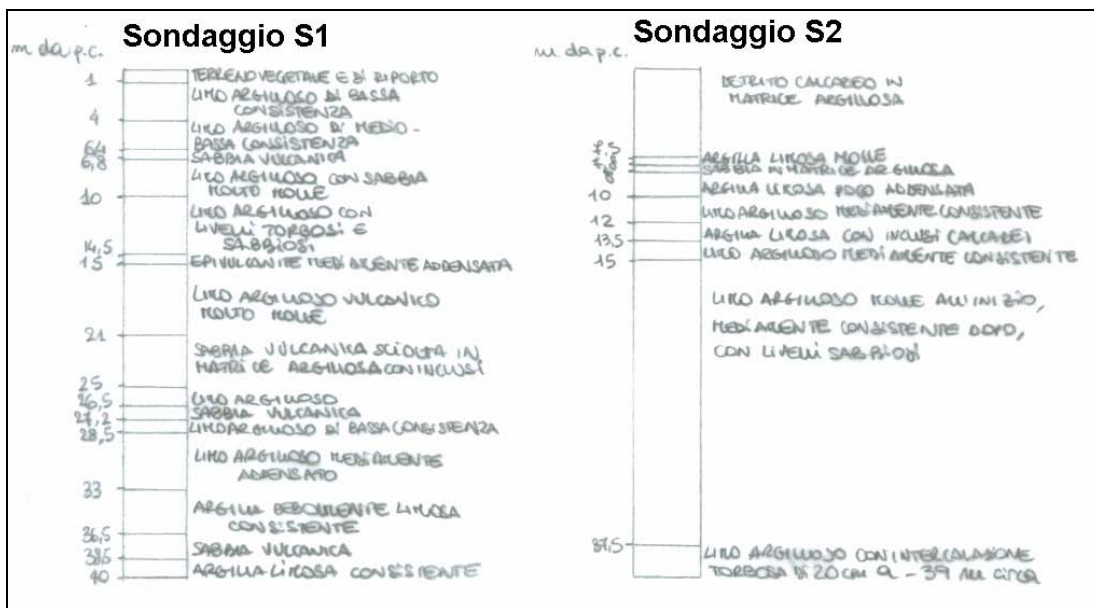 Sondaggio S1
m da p.c.
1
TERRENO VEGETALE E DI RIPORTO
LIMO ARGILLOSO DI BASSA
CONSISTENZA
4
LIMO ARGILLOSO DI MEDIO-
BASSA CONSISTENZA
6,4
SABBIA VULCANICA
6,8
LIMO ARGILLOSO CON SABBIA
MOLTO MOLLE
10
LIMO ARGILLOSO CON
LIVELLI TORBOSI E
SABBIOSI
14,5
15
EPIVULCANITE MEDIAMENTE ADDENSATA
LIMO ARGILLOSO VULCANICO
MOLTO MOLLE
21
SABBIA VULCANICA SCIOLTA IN
MATRICE ARGILLOSA CON INCLUSI
25
LIMO ARGILLOSO
26,5
SABBIA VULCANICA
27,2
LIMO ARGILLOSO DI BASSA CONSISTENZA
28,5
LIMO ARGILLOSO MEDIAMENTE
ADDENSATO
33
ARGILLA DEBOLMENTE LIMOSA
CONSISTENTE
36,5
SABBIA VULCANICA
38,5
ARGILLA LIMOSA CONSISTENTE
40
Sondaggio S2
m da p.c.
DETRITO CALCAREO IN
MATRICE ARGILLOSA
ARGILLA LIMOSA MOLLE
SABBIA IN MATRICE ARGILLOSA
ARGILLA LIMOSA POCO ADDENSATA
10
LIMO ARGILLOSO MEDIAMENTE CONSISTENTE
12
ARGILLA LIMOSA CON INCLUSI CALCAREI
13,5
LIMO ARGILLOSO MEDIAMENTE CONSISTENTE
15
LIMO ARGILLOSO MOLLE ALL'INIZIO,
MEDIAMENTE CONSISTENTE DOPO,
CON LIVELLI SABBIOSI
37,5
LIMO ARGILLOSO CON INTERCALAZIONE
TORBOSA DI 20 cm a - 39 m circa